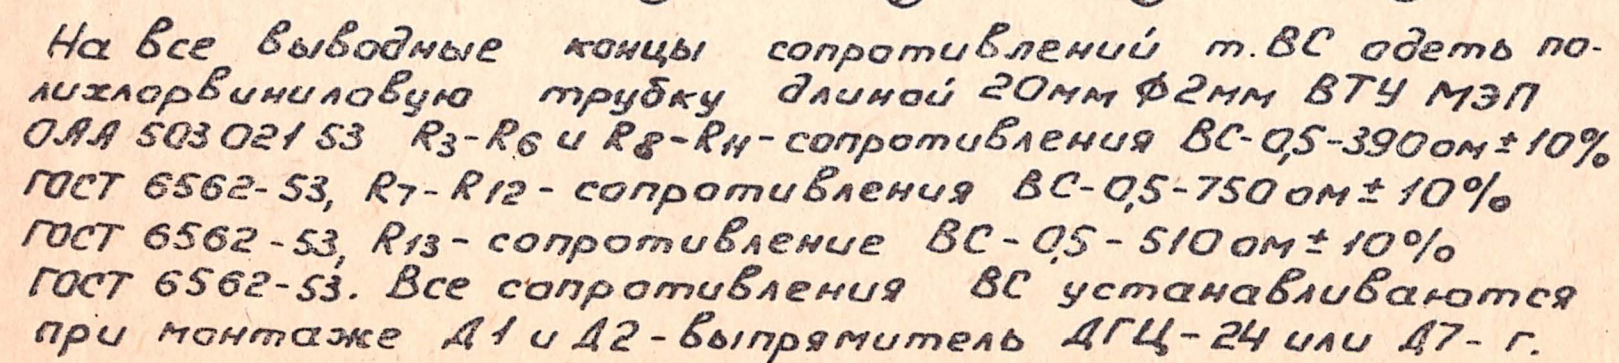 На все выводные концы сопротивлений т. ВС одеть по-
лихлорвиниловую трубку длиной 20мм Ф2мм ВТУ МЭП
ОАА 503 021 53 R3-R6 и R8-R11-сопротивления ВС-0,5-390ом±10%
ГОСТ 6562-53, R7-R12-сопротивления ВС-0,5-750ом±10%
ГОСТ 6562-53, R13-сопротивление ВС-0,5-510ом±10%
ГОСТ 6562-53. Все сопротивления ВС устанавливаются
при монтаже Д1 и Д2-выпрямитель ДГЦ-24 или Д7-г.